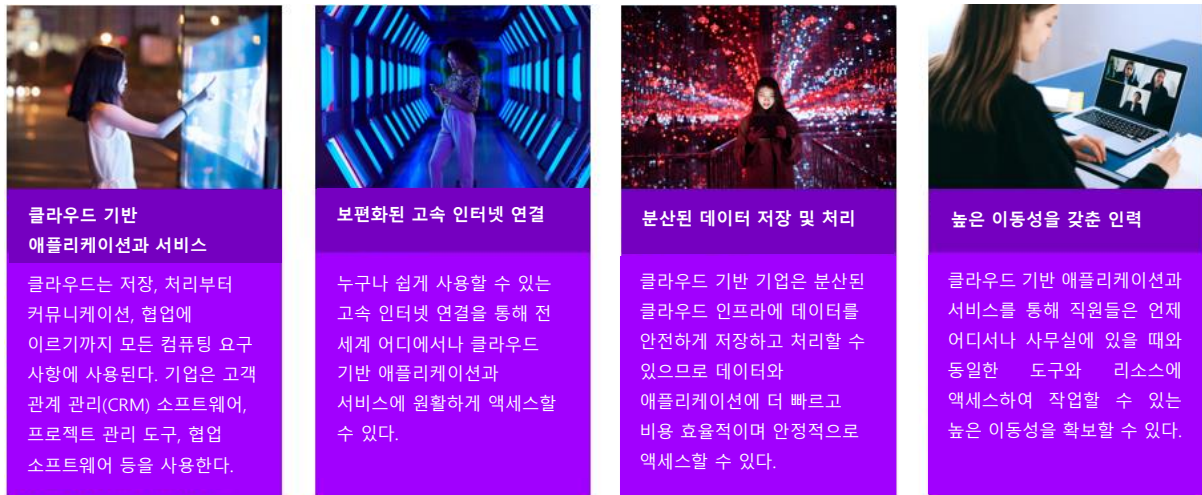 클라우드 기반
애플리케이션과 서비스
클라우드는 저장, 처리부터
커뮤니케이션, 협업에
이르기까지 모든 컴퓨팅 요구
사항에 사용된다. 기업은 고객
관계 관리(CRM) 소프트웨어,
프로젝트 관리 도구, 협업
소프트웨어 등을 사용한다.
보편화된 고속 인터넷 연결
누구나 쉽게 사용할 수 있는
고속 인터넷 연결을 통해 전
세계 어디에서나 클라우드
기반 애플리케이션과
서비스에 원활하게 액세스할
수 있다.
분산된 데이터 저장 및 처리
클라우드 기반 기업은 분산된
클라우드 인프라에 데이터를
안전하게 저장하고 처리할 수
있으므로 데이터와
애플리케이션에 더 빠르고
비용 효율적이며 안정적으로
액세스할 수 있다.
높은 이동성을 갖춘 인력
클라우드 기반 애플리케이션과
서비스를 통해 직원들은 언제
어디서나 사무실에 있을 때와
동일한 도구와 리소스에
액세스하여 작업할 수 있는
높은 이동성을 확보할 수 있다.